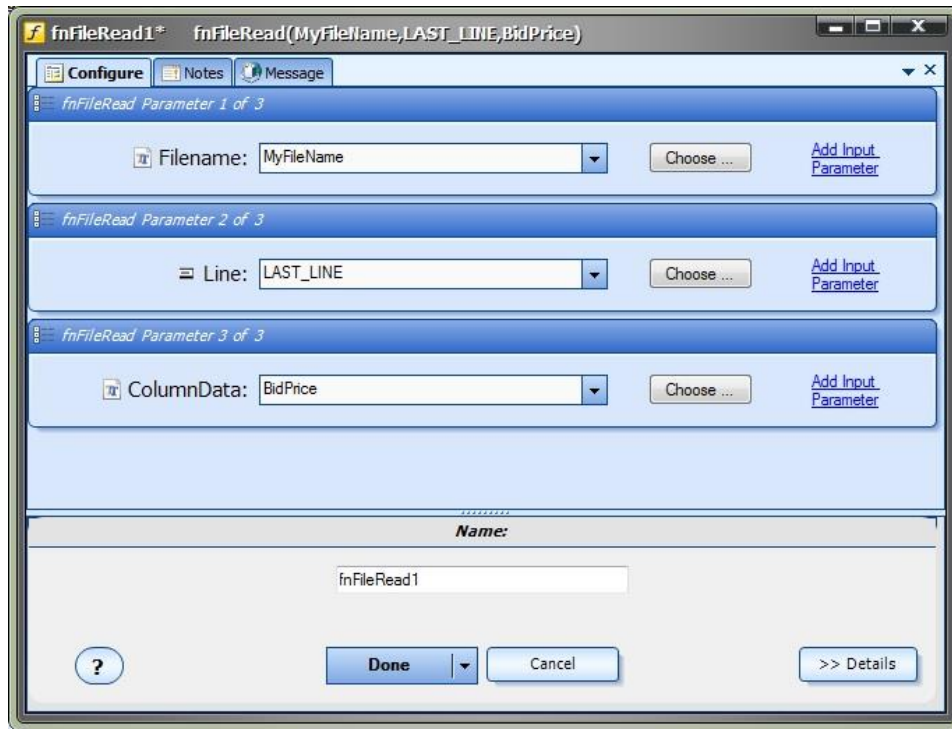 fnFileRead1* fnFileRead(MyFileName,LAST_LINE,BidPrice)
Configure Notes Message
fnFileRead Parameter 1 of 3
Filename: MyFileName Choose ... Add Input
Parameter
fnFileRead Parameter 2 of 3
Line: LAST_LINE Choose ... Add Input
Parameter
fnFileRead Parameter 3 of 3
ColumnData: BidPrice Choose ... Add Input
Parameter
Name:
fnFileRead1
? Done Cancel >> Details